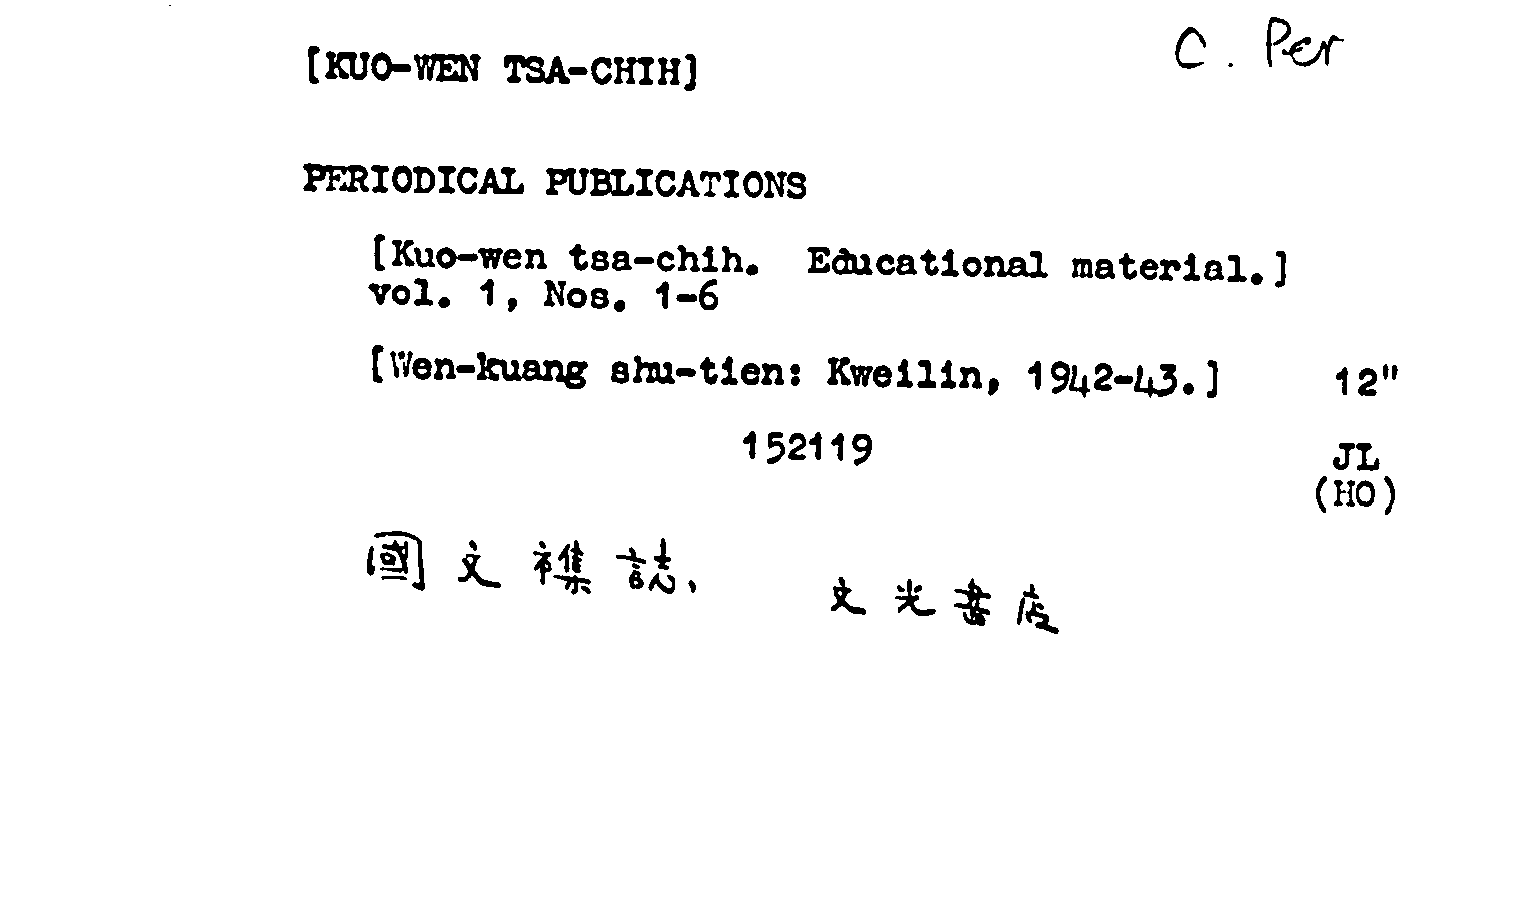 C. Per
[KUO-WEN TSA-CHIH]
PERIODICAL PUBLICATIONS
[Kuo-wen tsa-chih. Educational material.]
vol. 1, Nos. 1-6
[Wen-kuang shu-tien: Kweilin, 1942-43.] 12"
152119 JL
(HO)
國文襍誌、
文光書店